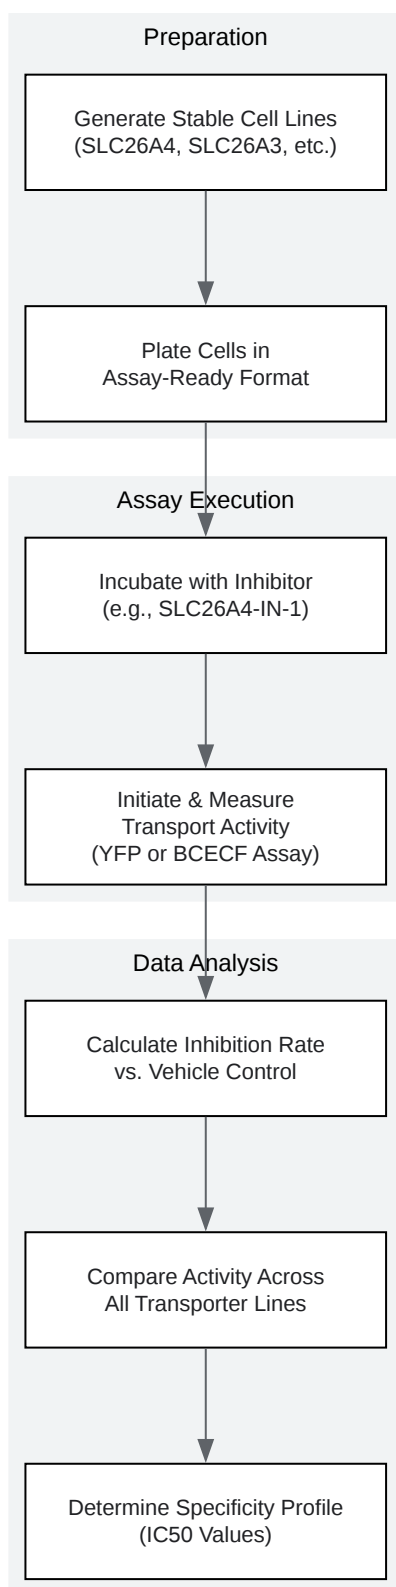 Preparation
Generate Stable Cell Lines
(SLC26A4, SLC26A3, etc.)
Plate Cells in
Assay-Ready Format
Assay Execution
Incubate with Inhibitor
(e.g., SLC26A4-IN-1)
Initiate & Measure
Transport Activity
(YFP or BCECF Assay)
Data Analysis
Calculate Inhibition Rate
vs. Vehicle Control
Compare Activity Across
All Transporter Lines
Determine Specificity Profile
(IC50 Values)